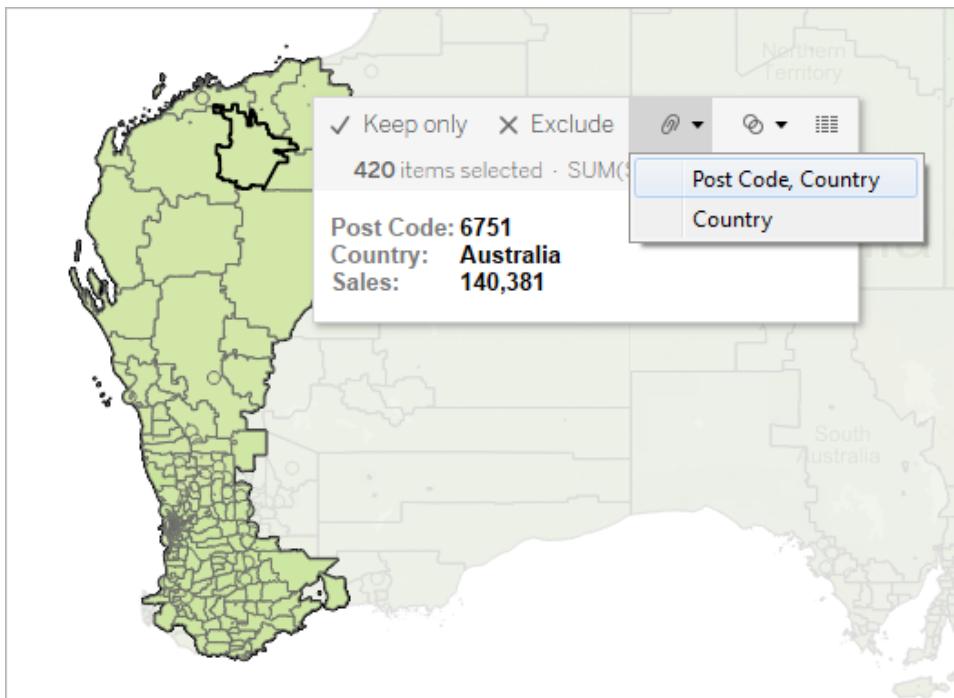 Northern
Territory
Keep only Exclude
420 items selected · SUM(S
Post Code, Country
Country
Post Code: 6751
Country: Australia
Sales: 140,381
South
Australia